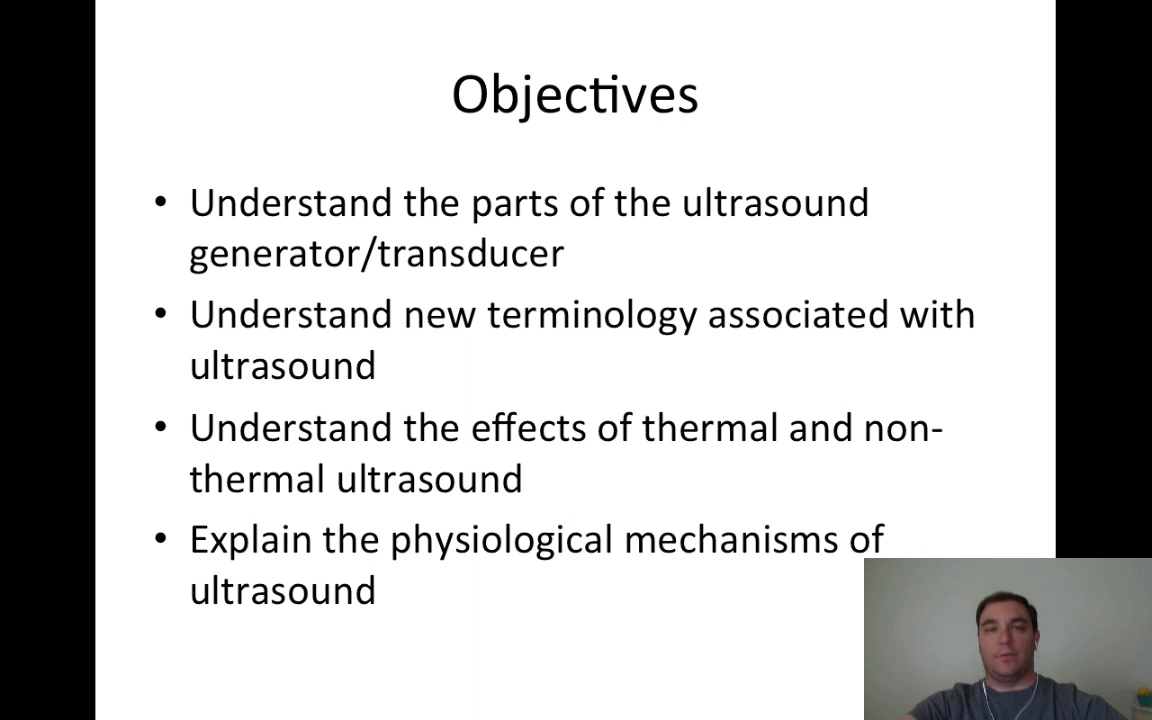 Objectives
• Understand the parts of the ultrasound
generator/transducer
• Understand new terminology associated with
ultrasound
• Understand the effects of thermal and non-
thermal ultrasound
• Explain the physiological mechanisms of
ultrasound